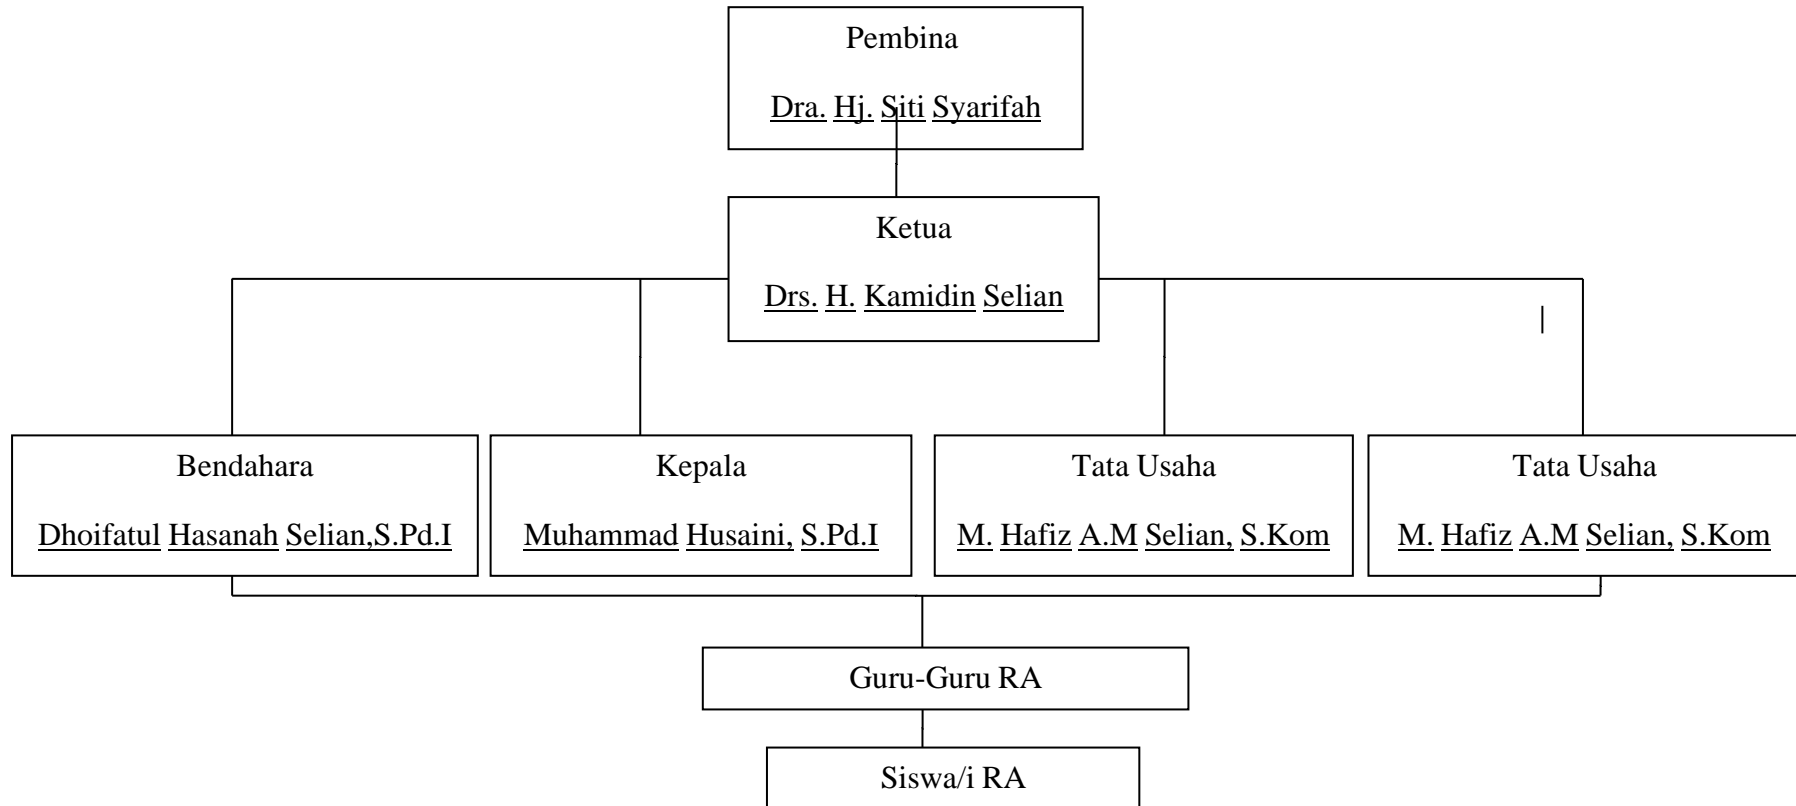 Pembina
Dra. Hj. Siti Syarifah
Ketua
Drs. H. Kamidin Selian
Bendahara
Dhoifatul Hasanah Selian,S.Pd.I
Kepala
Muhammad Husaini, S.Pd.I
Tata Usaha
M. Hafiz A.M Selian, S.Kom
Tata Usaha
M. Hafiz A.M Selian, S.Kom
Guru-Guru RA
Siswa/i RA